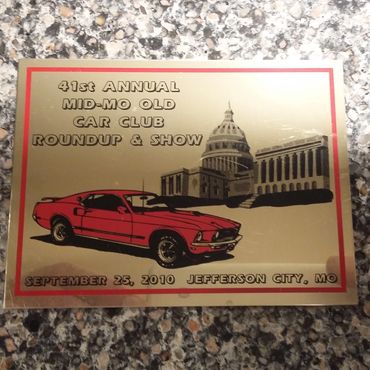 41st ANNUAL
MID-MO OLD
CAR CLUB
ROUNDUP & SHOW
SEPTEMBER 25, 2010 JEFFERSON CITY, MO